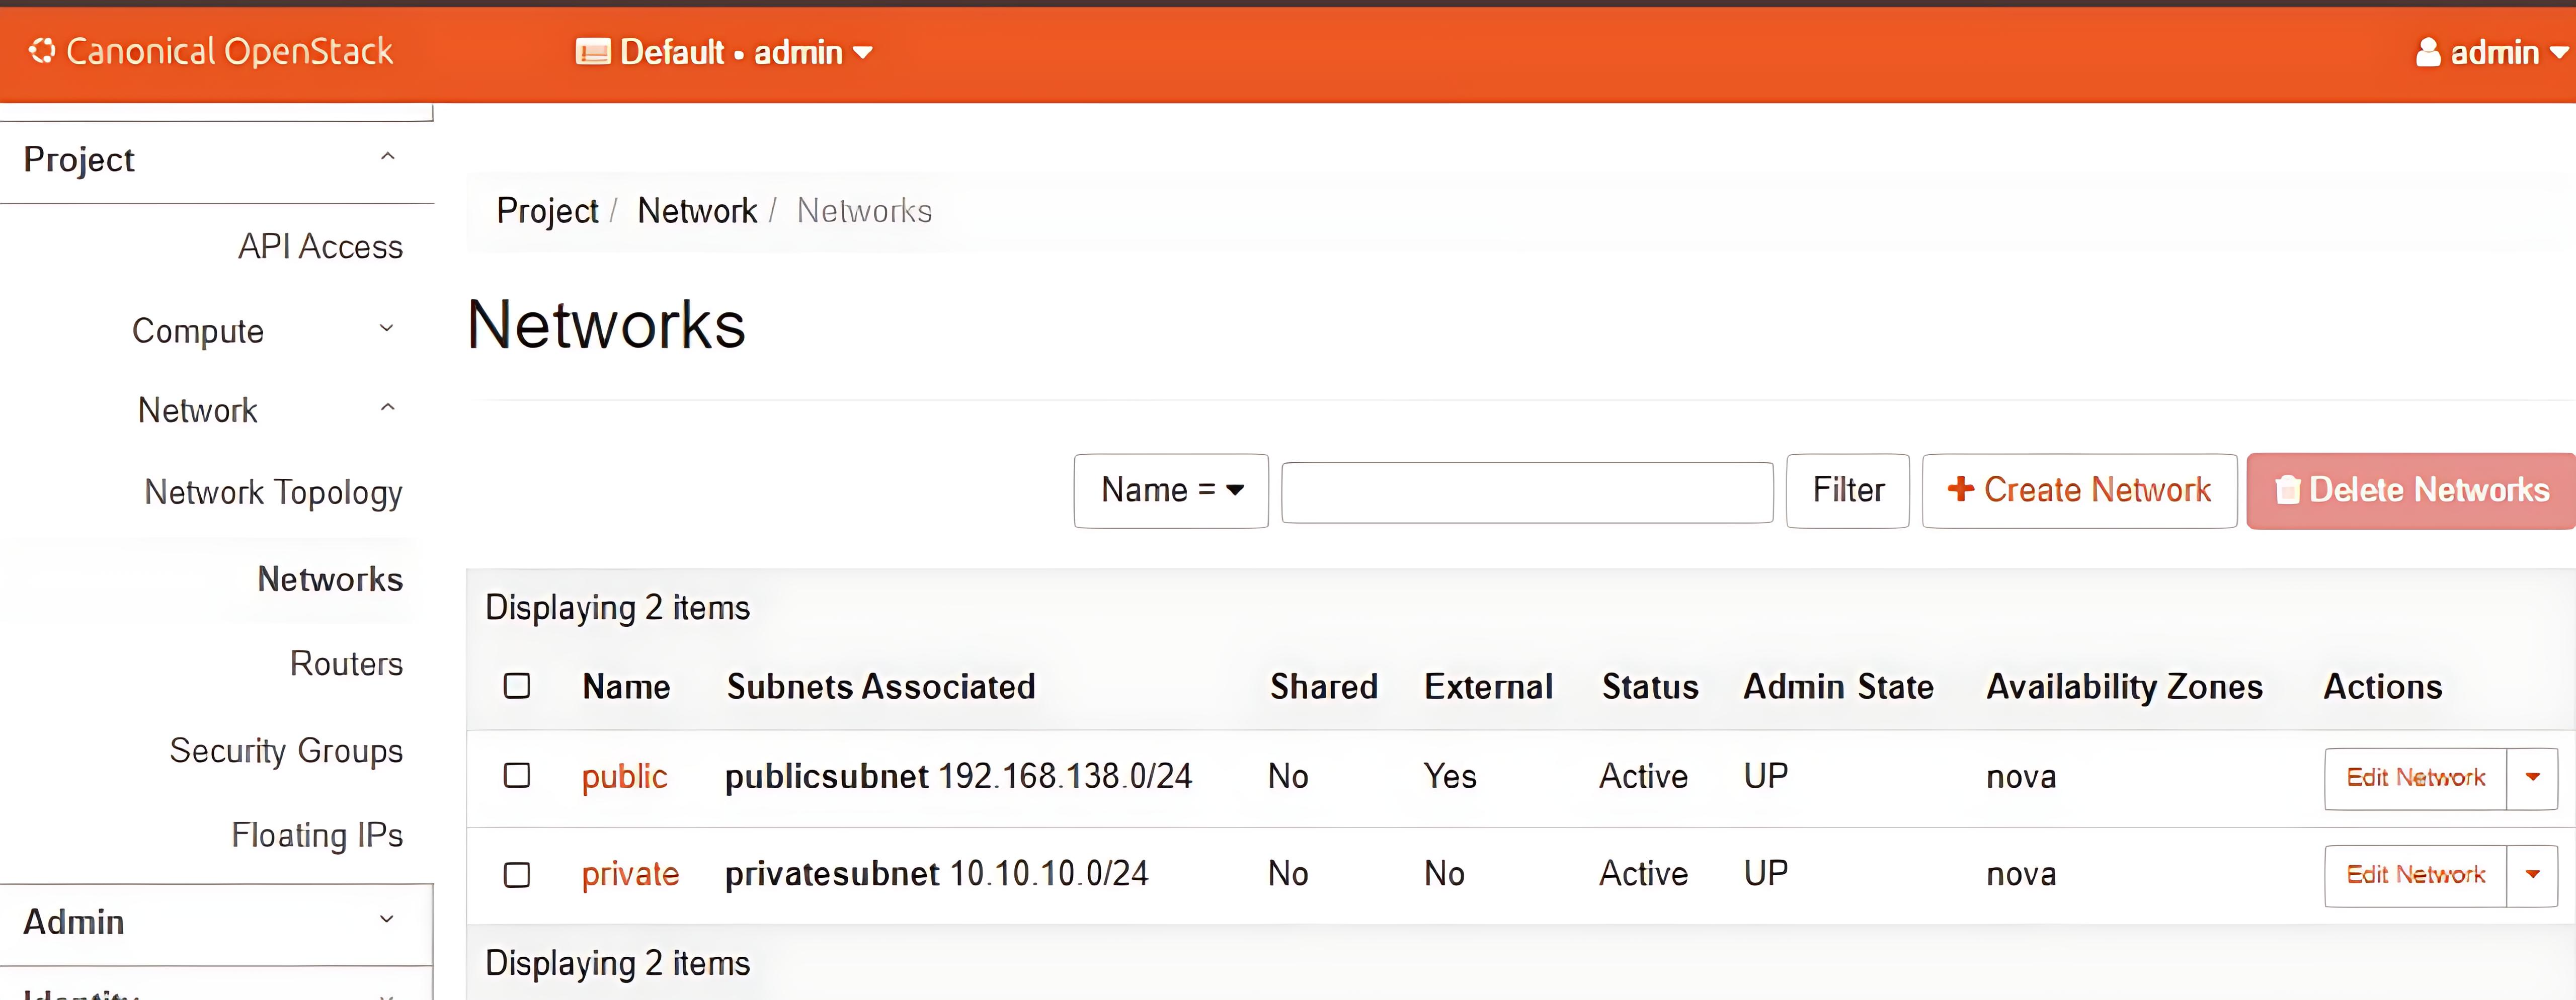 Canonical OpenStack
Default • admin
admin
Project
API Access
Compute
Network
Network Topology
Networks
Routers
Security Groups
Floating IPs
Admin
Identity
Project / Network / Networks
Networks
Name =
Filter
Create Network
Delete Networks
Displaying 2 items
Name Subnets Associated Shared External Status Admin State Availability Zones Actions
public publicsubnet 192.168.138.0/24 No Yes Active UP nova Edit Network
private privatesubnet 10.10.10.0/24 No No Active UP nova Edit Network
Displaying 2 items